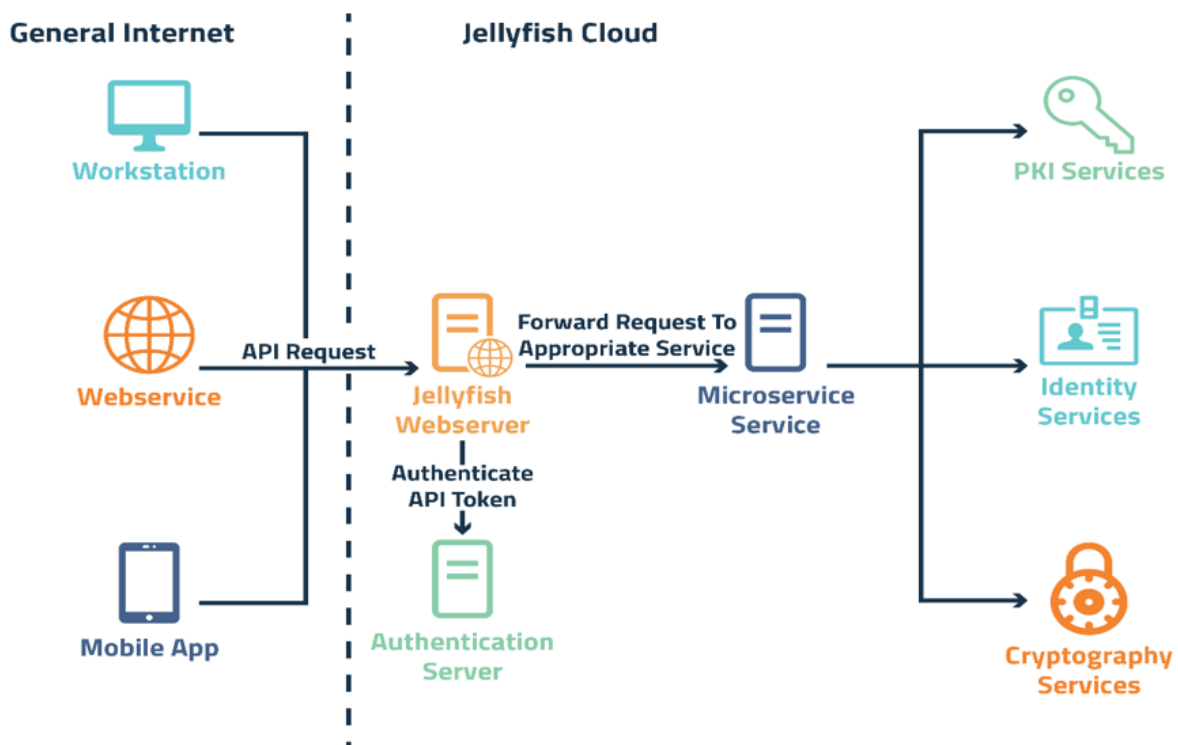 General Internet
Jellyfish Cloud
Workstation
PKI Services
API Request
Forward Request To
Appropriate Service
Webservice
Jellyfish
Webserver
Microservice
Service
Identity
Services
Authenticate
API Token
Mobile App
Authentication
Server
Cryptography
Services